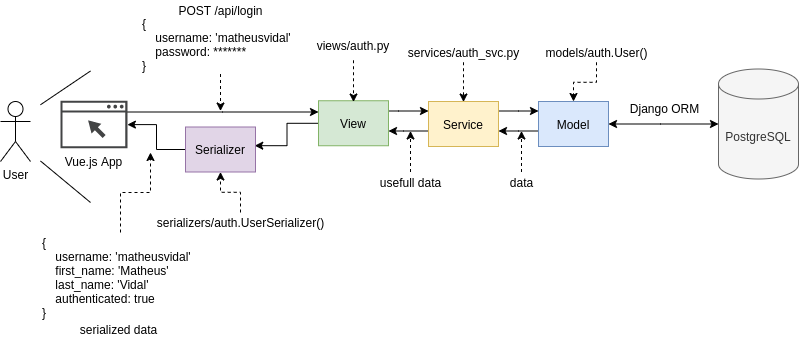 POST /api/login
{
username: 'matheusvidal'
password: *******
}
views/auth.py
services/auth_svc.py
models/auth.User()
User
Vue.js App
Serializer
View
Service
Model
Django ORM
PostgreSQL
usefull data
data
serializers/auth.UserSerializer()
{
username: 'matheusvidal'
first_name: 'Matheus'
last_name: 'Vidal'
authenticated: true
}
serialized data